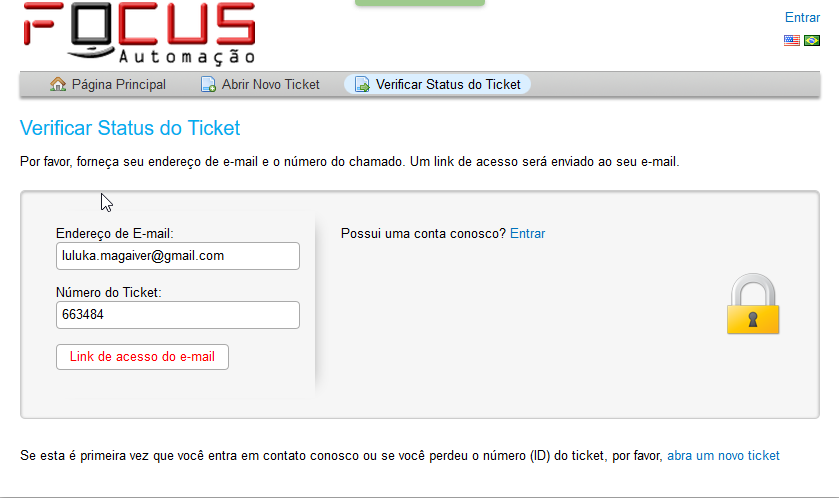 FOCUS
Automação
Entrar
Página Principal
Abrir Novo Ticket
Verificar Status do Ticket
Verificar Status do Ticket
Por favor, forneça seu endereço de e-mail e o número do chamado. Um link de acesso será enviado ao seu e-mail.
Endereço de E-mail:
Possui uma conta conosco? Entrar
luluka.magaiver@gmail.com
Número do Ticket:
663484
Link de acesso do e-mail
Se esta é primeira vez que você entra em contato conosco ou se você perdeu o número (ID) do ticket, por favor, abra um novo ticket